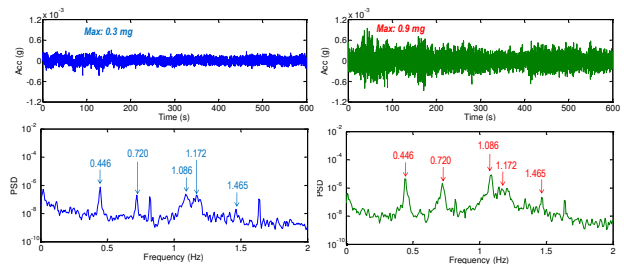 1.2 x 10-3
Max: 0.3 mg
0.6
0
-0.6
-1.2
Acc (g)
0 100 200 300 400 500 600
Time (s)
1.2 x 10-3
Max: 0.9 mg
0.6
0
-0.6
-1.2
Acc (g)
0 100 200 300 400 500 600
Time (s)
10-2
10-4
10-6
10-8
10-10
PSD
0.446
0.720
1.086
1.172
1.465
0 0.5 1 1.5 2
Frequency (Hz)
10-2
10-4
10-6
10-8
10-10
PSD
0.446
0.720
1.086
1.172
1.465
0 0.5 1 1.5 2
Frequency (Hz)